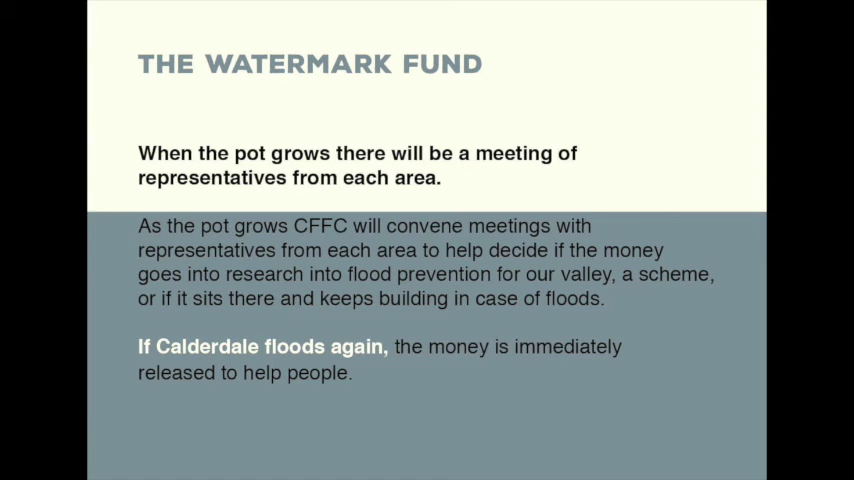 THE WATERMARK FUND
When the pot grows there will be a meeting of
representatives from each area.
As the pot grows CFFC will convene meetings with
representatives from each area to help decide if the money
goes into research into flood prevention for our valley, a scheme,
or if it sits there and keeps building in case of floods.
If Calderdale floods again, the money is immediately
released to help people.